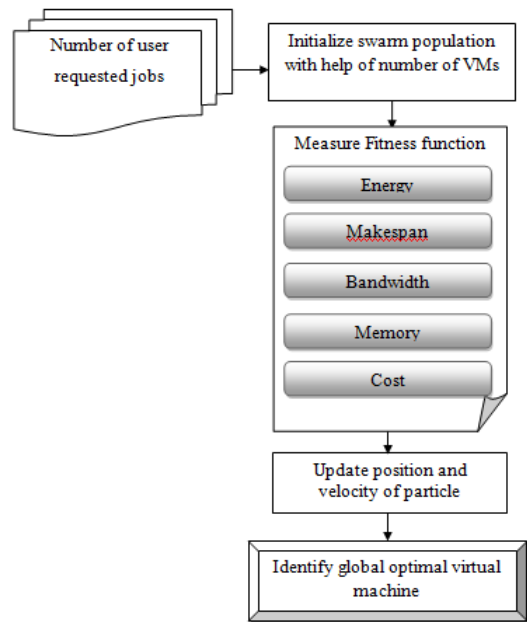 Number of user
requested jobs
Initialize swarm population
with help of number of VMs
Measure Fitness function
Energy
Makespan
Bandwidth
Memory
Cost
Update position and
velocity of particle
Identify global optimal virtual
machine